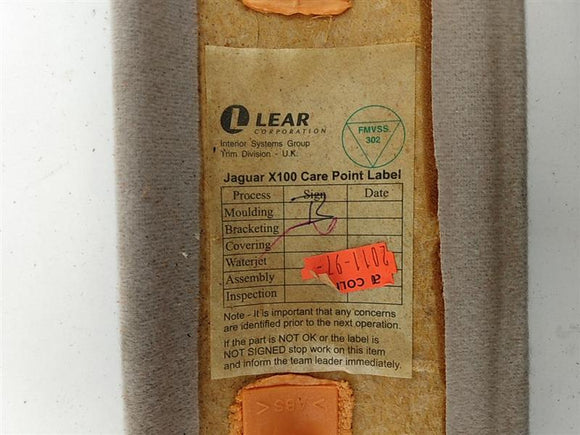 LEAR
CORPORATION
Interior Systems Group
Trim Division - U.K.
FMVSS.
302
Jaguar X100 Care Point Label
Process Sign Date
Moulding
Bracketing
Covering
Waterjet
Assembly
Inspection
2011-97-
a COLI
Note - It is important that any concerns
are identified prior to the next operation.
If the part is NOT OK or the label is
NOT SIGNED stop work on this item
and inform the team leader immediately.
>ABS<